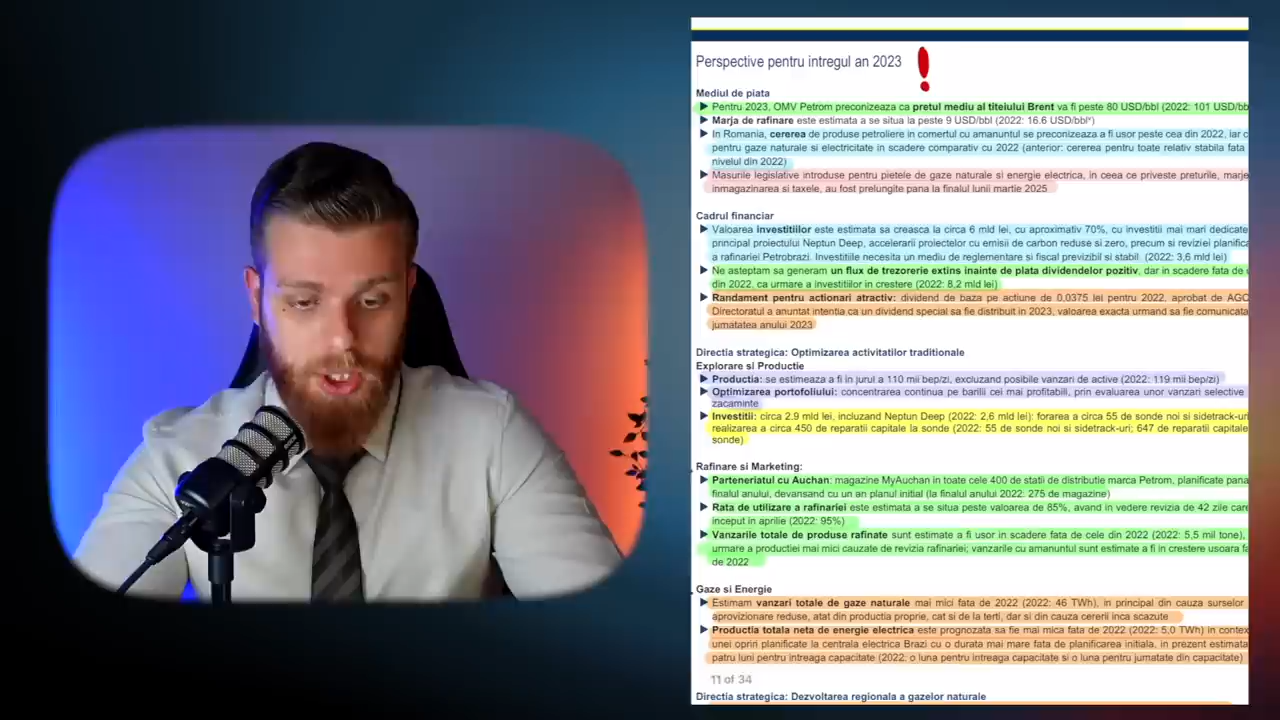 Perspective pentru intregul an 2023
Mediul de piata
Pentru 2023, OMV Petrom preconizeaza ca pretul mediu al titeiului Brent va fi peste 80 USD/bbl (2022: 101 USD/bb
Marja de rafinare este estimata a se situa la peste 9 USD/bbl (2022: 16.6 USD/bbl*)
In Romania, cererea de produse petroliere in comertul cu amanuntul se preconizeaza a fi usor peste cea din 2022, iar c
pentru gaze naturale si electricitate in scadere comparativ cu 2022 (anterior: cererea pentru toate relativ stabila fata
nivelul din 2022)
Masurile legislative introduse pentru pietele de gaze naturale si energie electrica, in ceea ce priveste preturile, marje
inmagazinarea si taxele, au fost prelungite pana la finalul lunii martie 2025
Cadrul financiar
Valoarea investitiilor este estimata sa creasca la circa 6 mld lei, cu aproximativ 70%, cu investitii mai mari dedicate
principal proiectului Neptun Deep, accelerarii proiectelor cu emisii de carbon reduse si zero, precum si reviziei planifica
a rafinariei Petrobrazi. Investitiile necesita un mediu de reglementare si fiscal previzibil si stabil (2022: 3,6 mld lei)
Ne asteptam sa generam un flux de trezorerie extins inainte de plata dividendelor pozitiv, dar in scadere fata de c
din 2022, ca urmare a investitiilor in crestere (2022: 8,2 mld lei)
Randament pentru actionari atractiv: dividend de baza pe actiune de 0,0375 lei pentru 2022, aprobat de AGO
Directoratul a anuntat intentia ca un dividend special sa fie distribuit in 2023, valoarea exacta urmand sa fie comunicata
jumatatea anului 2023
Directia strategica: Optimizarea activitatilor traditionale
Explorare si Productie
Productia: se estimeaza a fi in jurul a 110 mii bep/zi, excluzand posibile vanzari de active (2022: 119 mii bep/zi)
Optimizarea portofoliului: concentrarea continua pe barilii cei mai profitabili, prin evaluarea unor vanzari selective
zacaminte
Investitii: circa 2.9 mld lei, incluzand Neptun Deep (2022: 2,6 mld lei): forarea a circa 55 de sonde noi si sidetrack-uri
realizarea a circa 450 de reparatii capitale la sonde (2022: 55 de sonde noi si sidetrack-uri; 647 de reparatii capitale
sonde)
Rafinare si Marketing:
Parteneriatul cu Auchan: magazine MyAuchan in toate cele 400 de statii de distributie marca Petrom, planificate pana
finalul anului, devansand cu un an planul initial (la finalul anului 2022: 275 de magazine)
Rata de utilizare a rafinariei este estimata a se situa peste valoarea de 85%, avand in vedere revizia de 42 zile care
inceput in aprilie (2022: 95%)
Vanzarile totale de produse rafinate sunt estimate a fi usor in scadere fata de cele din 2022 (2022: 5,5 mil tone),
urmare a productiei mai mici cauzate de revizia rafinariei; vanzarile cu amanuntul sunt estimate a fi in crestere usoara fa
de 2022
Gaze si Energie
Estimam vanzari totale de gaze naturale mai mici fata de 2022 (2022: 46 TWh), in principal din cauza surselor
aprovizionare reduse, atat din productia proprie, cat si de la terti, dar si din cauza cererii inca scazute
Productia totala neta de energie electrica este prognozata sa fie mai mica fata de 2022 (2022: 5,0 TWh) in contex
unei opriri planificate la centrala electrica Brazi cu o durata mai mare fata de planificarea initiala, in prezent estimata
patru luni pentru intreaga capacitate (2022: o luna pentru intreaga capacitate si o luna pentru jumatate din capacitate)
11 of 34
Directia strategica: Dezvoltarea regionala a gazelor naturale